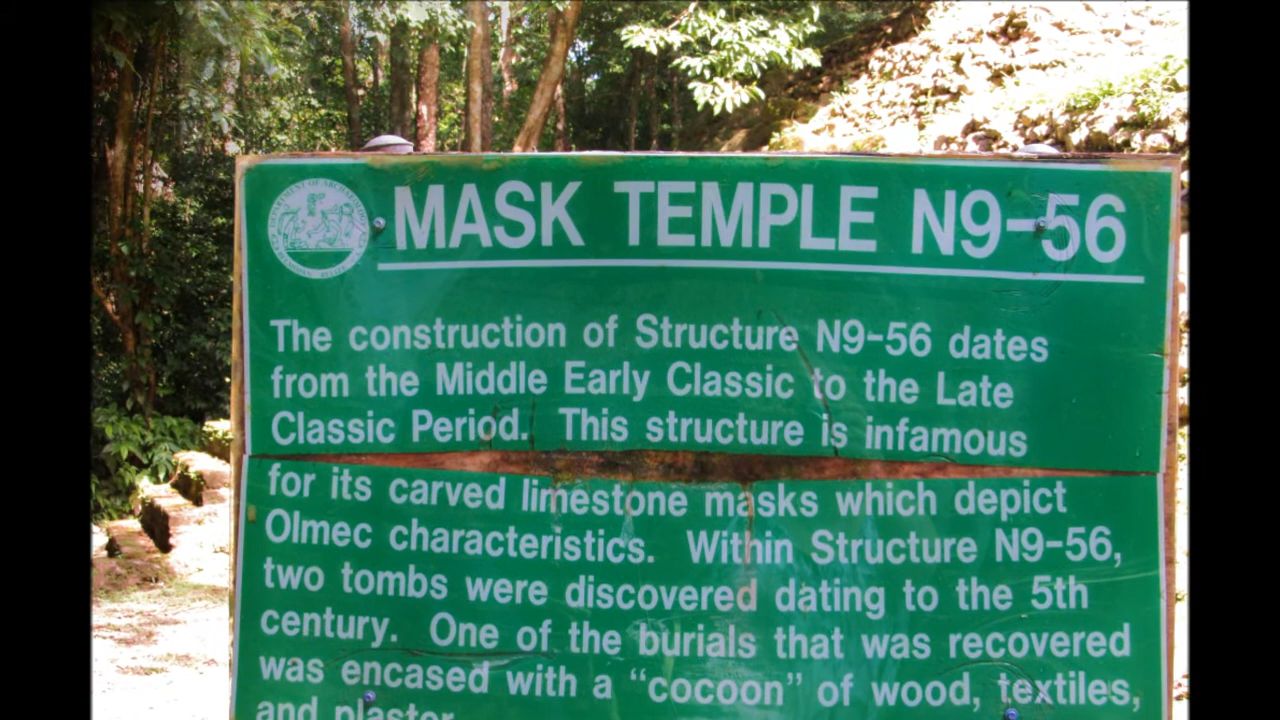 MASK TEMPLE N9-56
The construction of Structure N9-56 dates
from the Middle Early Classic to the Late
Classic Period. This structure is infamous
for its carved limestone masks which depict
Olmec characteristics. Within Structure N9-56,
two tombs were discovered dating to the 5th
century. One of the burials that was recovered
was encased with a “cocoon” of wood, textiles,
and plaster